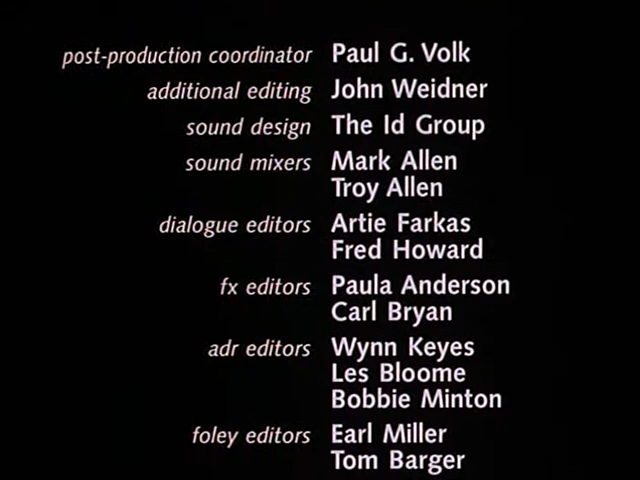 post-production coordinator Paul G. Volk
additional editing John Weidner
sound design The Id Group
sound mixers Mark Allen
Troy Allen
dialogue editors Artie Farkas
Fred Howard
fx editors Paula Anderson
Carl Bryan
adr editors Wynn Keyes
Les Bloome
Bobbie Minton
foley editors Earl Miller
Tom Barger